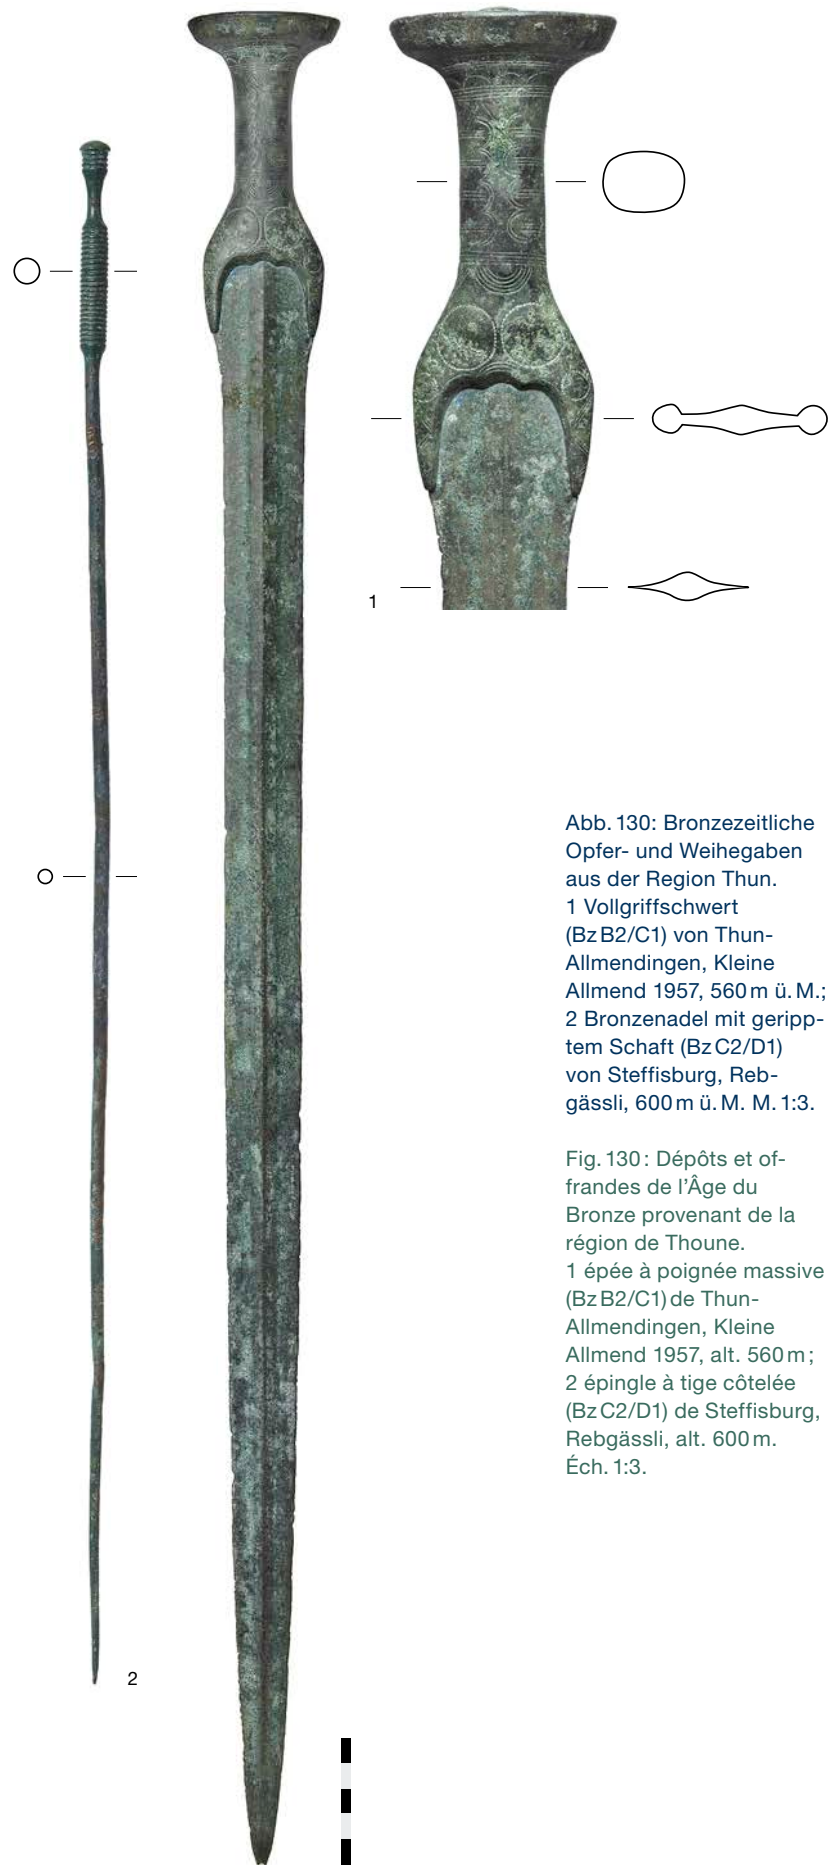 1
2
Abb. 130: Bronzezeitliche
Opfer- und Weihegaben
aus der Region Thun.
1 Vollgriffschwert
(Bz B2/C1) von Thun-
Allmendingen, Kleine
Allmend 1957, 560 m ü. M.;
2 Bronzenadel mit geripp-
tem Schaft (Bz C2/D1)
von Steffisburg, Reb-
gässli, 600 m ü. M. M. 1:3.
Fig. 130 : Dépôts et of-
frandes de l'Âge du
Bronze provenant de la
région de Thoune.
1 épée à poignée massive
(Bz B2/C1) de Thun-
Allmendingen, Kleine
Allmend 1957, alt. 560 m ;
2 épingle à tige côtelée
(Bz C2/D1) de Steffisburg,
Rebgässli, alt. 600 m.
Éch. 1:3.